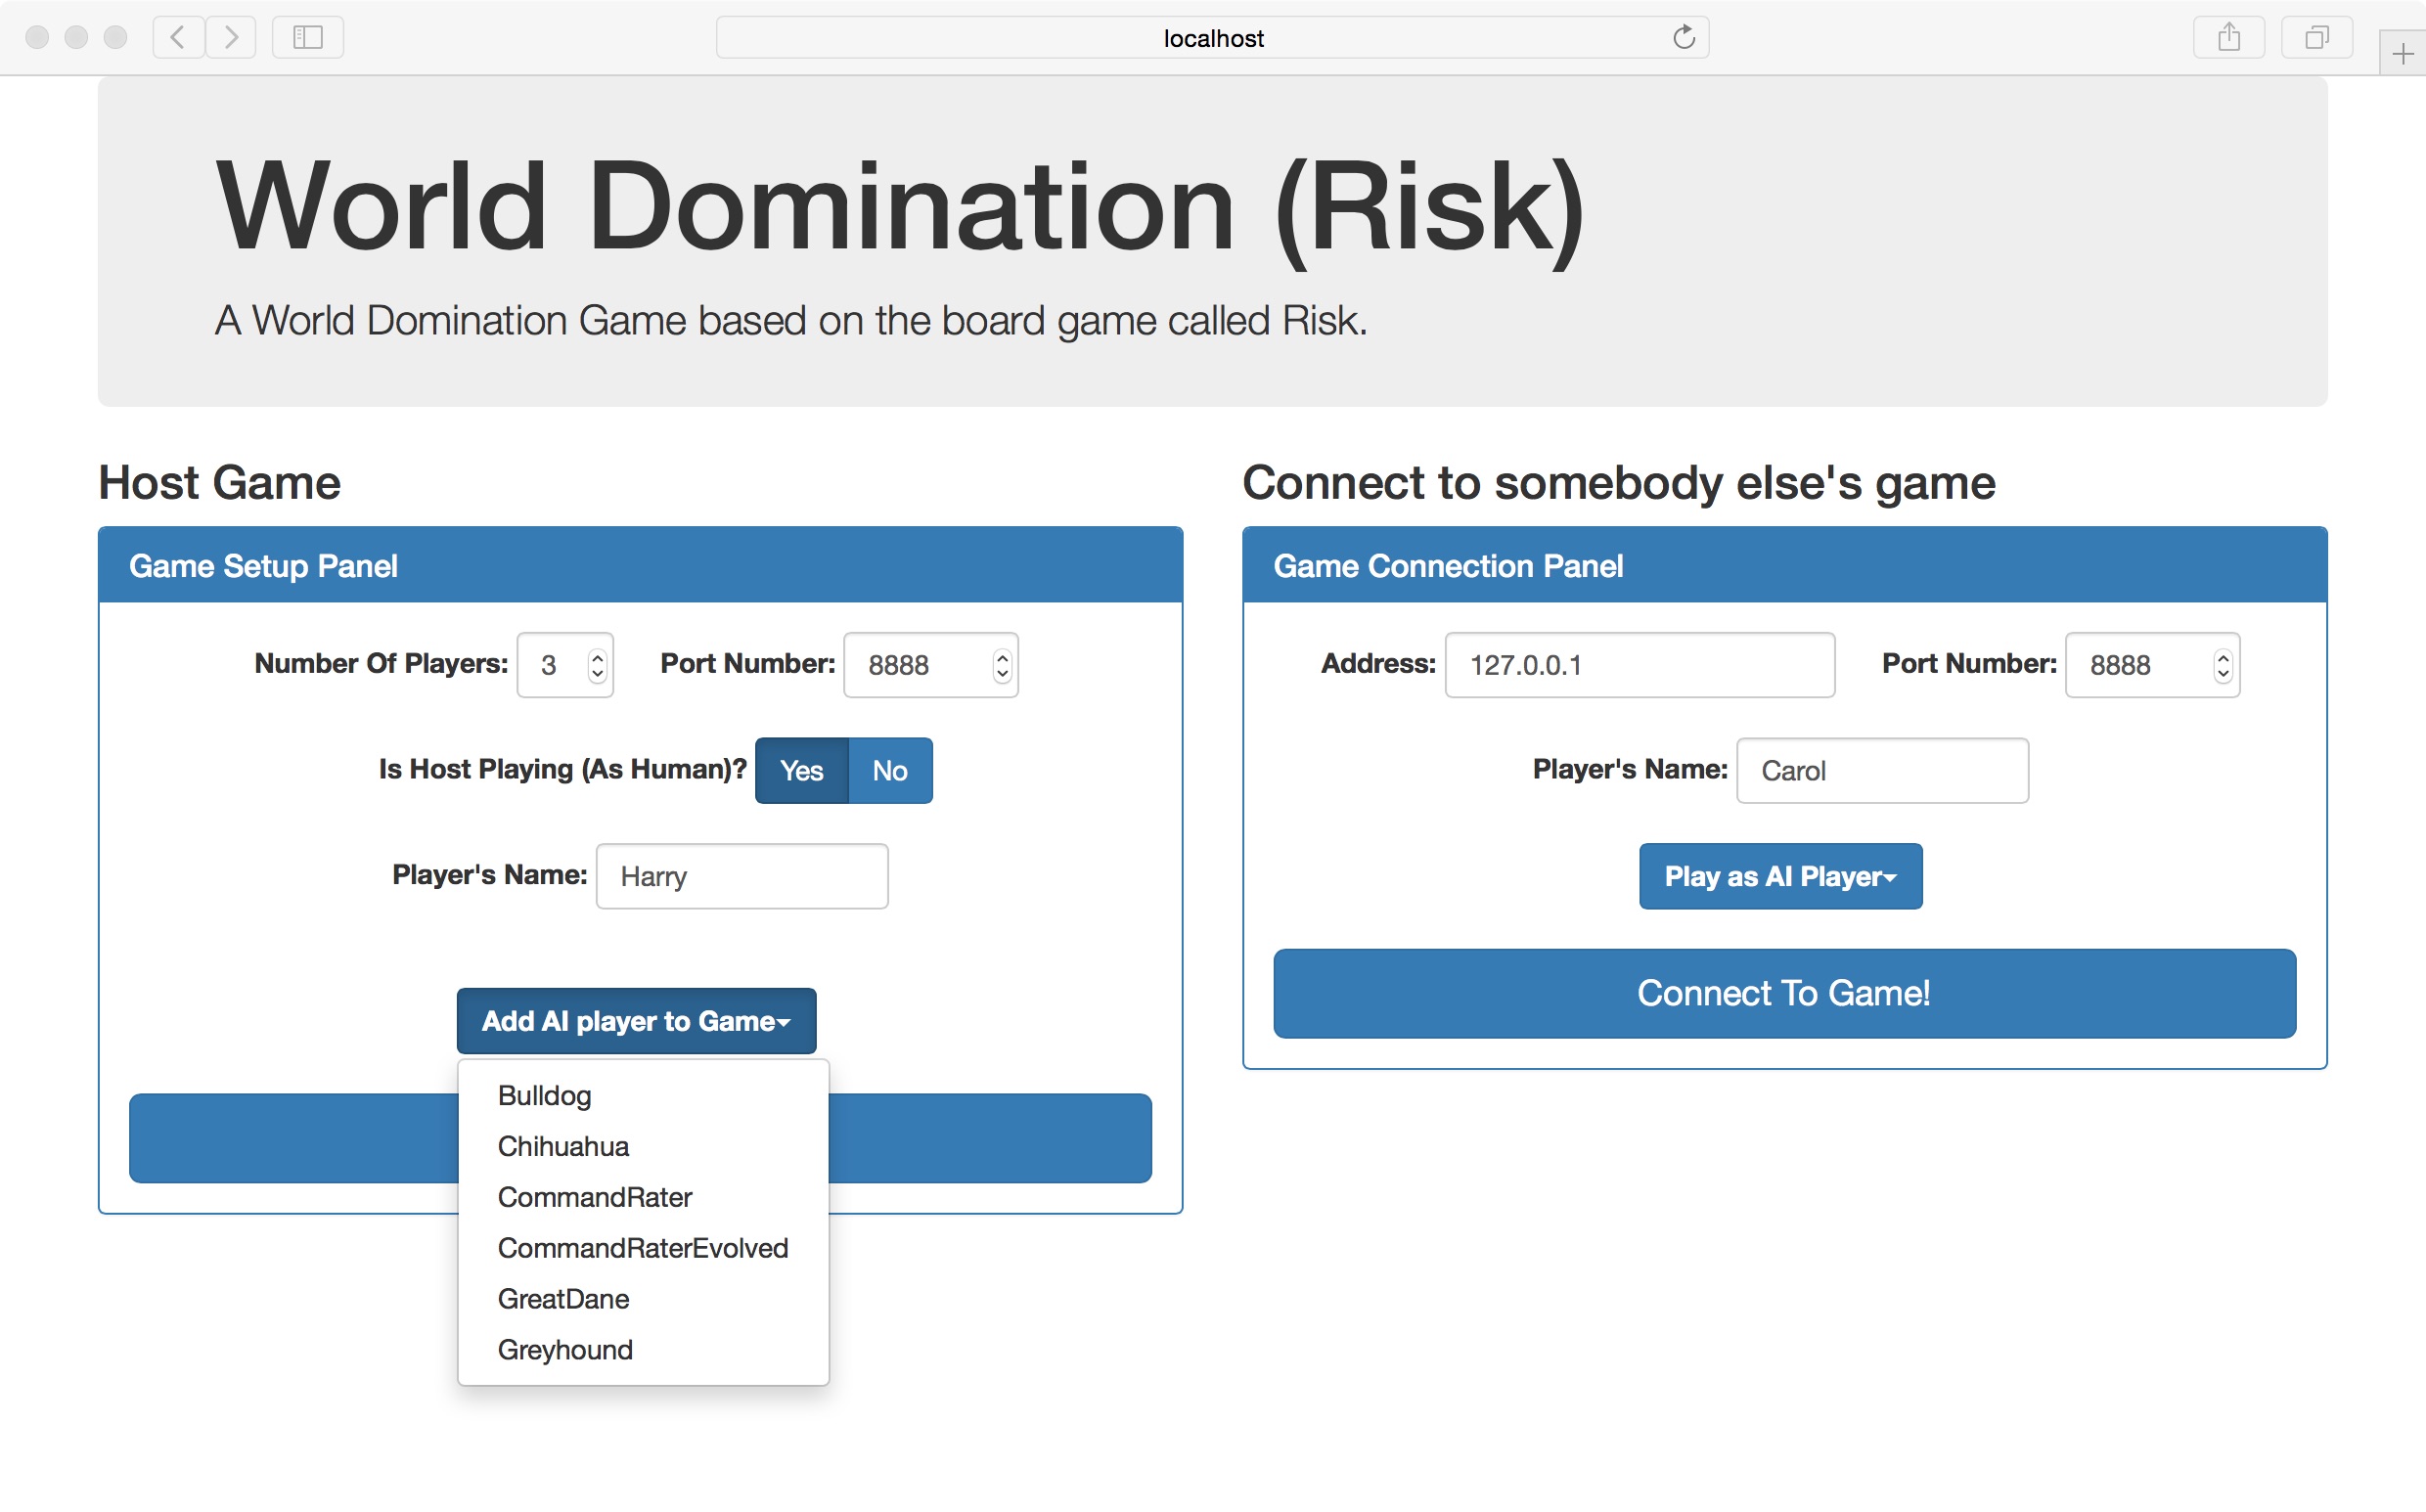 localhost
World Domination (Risk)
A World Domination Game based on the board game called Risk.
Host Game
Game Setup Panel
Number Of Players: 3 Port Number: 8888
Is Host Playing (As Human)? Yes No
Player's Name: Harry
Add AI player to Game
Bulldog
Chihuahua
CommandRater
CommandRaterEvolved
GreatDane
Greyhound
Connect to somebody else's game
Game Connection Panel
Address: 127.0.0.1 Port Number: 8888
Player's Name: Carol
Play as AI Player
Connect To Game!